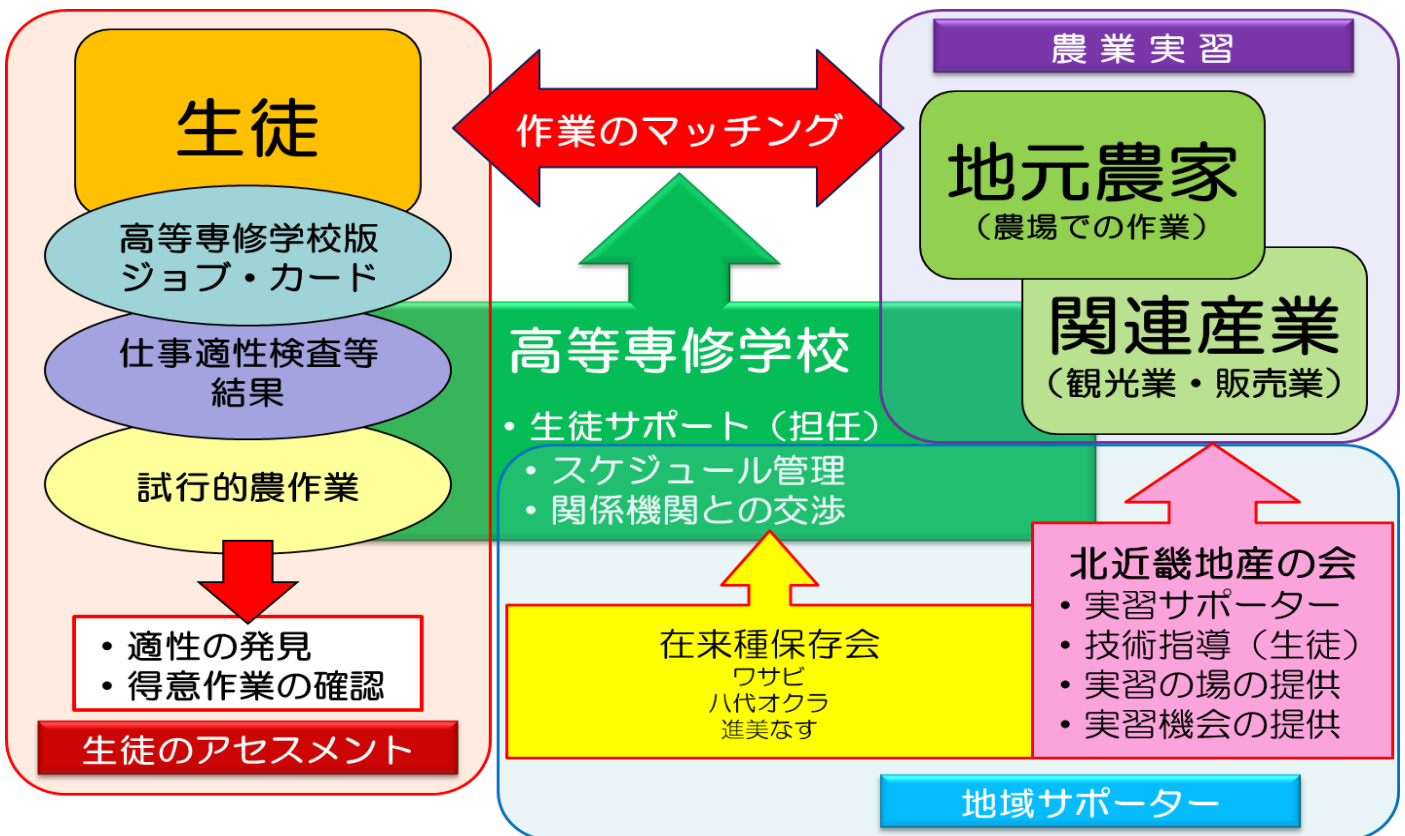 生徒
高等専修学校版
ジョブ・カード
仕事適性検査等
結果
試行的農作業
・適性の発見
・得意作業の確認
生徒のアセスメント
作業のマッチング
高等専修学校
・生徒サポート（担任）
・スケジュール管理
・関係機関との交渉
農業実習
地元農家
（農場での作業）
関連産業
（観光業・販売業）
在来種保存会
ワサビ
八代オクラ
進美なす
北近畿地産の会
・実習サポーター
・技術指導（生徒）
・実習の場の提供
・実習機会の提供
地域サポーター